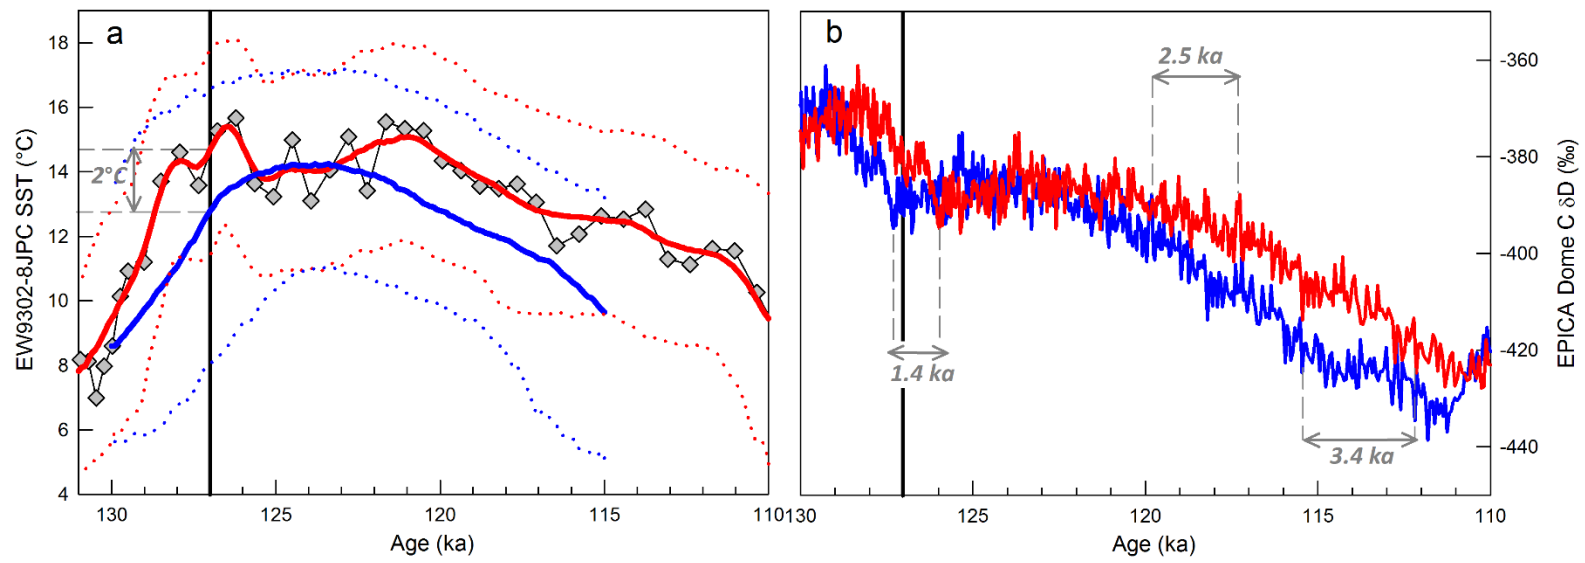 a
EW9302-8JPC SST (°C)
18
16
14
12
10
8
6
4
2°C
130
125
120
115
110
Age (ka)
b
2.5 ka
1.4 ka
3.4 ka
-360
-380
-400
-420
-440
EPICA Dome C δD (‰)
130
125
120
115
110
Age (ka)